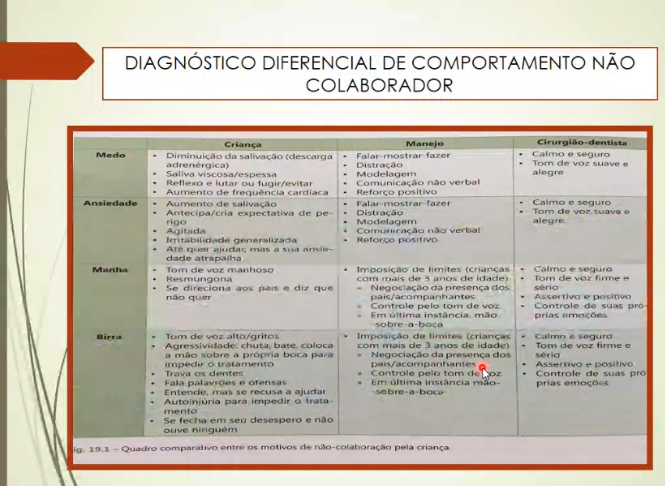 DIAGNÓSTICO DIFERENCIAL DE COMPORTAMENTO NÃO
COLABORADOR
Criança
Manejo
Cirurgião-dentista
Medo
• Diminuição da salivação (descarga
adrenérgica)
• Saliva viscosa/espessa
• Reflexo e lutar ou fugir/evitar
• Aumento de frequência cardíaca
• Falar-mostrar-fazer
• Distração
• Modelagem
• Comunicação não verbal
• Reforço positivo
• Calmo e seguro
• Tom de voz suave e
alegre
Ansiedade
• Aumento de salivação
• Antecipa/cria expectativa de pe-
rigo
• Agitada
• Irritabilidade generalizada
• Até quer ajudar, mas a sua ansie-
dade atrapalha
• Falar-mostrar-fazer
• Distração
• Modelagem
• Comunicação não verbal
• Reforço positivo
• Calmo e seguro
• Tom de voz suave e
alegre
Manha
• Tom de voz manhoso
• Resmungona
• Se direciona aos pais e diz que
não quer
• Imposição de limites (crianças
com mais de 3 anos de idade)
» Negociação da presença dos
pais/acompanhantes
» Controle pelo tom de voz
» Em última instância, mão
-sobre-a-boca
• Calmo e seguro
• Tom de voz firme e
sério
• Assertivo e positivo
• Controle de suas pró-
prias emoções
Birra
• Tom de voz alto/gritos
• Agressividade: chuta, bate, coloca
a mão sobre a própria boca para
impedir o tratamento
• Trava os dentes
• Fala palavrões e ofensas
• Entende, mas se recusa a ajudar
• Autoinjúria para impedir o trata-
mento
• Se fecha em seu desespero e não
ouve ninguém
• Imposição de limites (crianças
com mais de 3 anos de idade)
» Negociação da presença dos
pais/acompanhantes
» Controle pelo tom de voz
» Em última instância mão-
-sobre-a-boca
• Calmo e seguro
• Tom de voz firme e
sério
• Assertivo e positivo
• Controle de suas pró
prias emoções
ig. 19.1 – Quadro comparativo entre os motivos de não-colaboração pela criança.